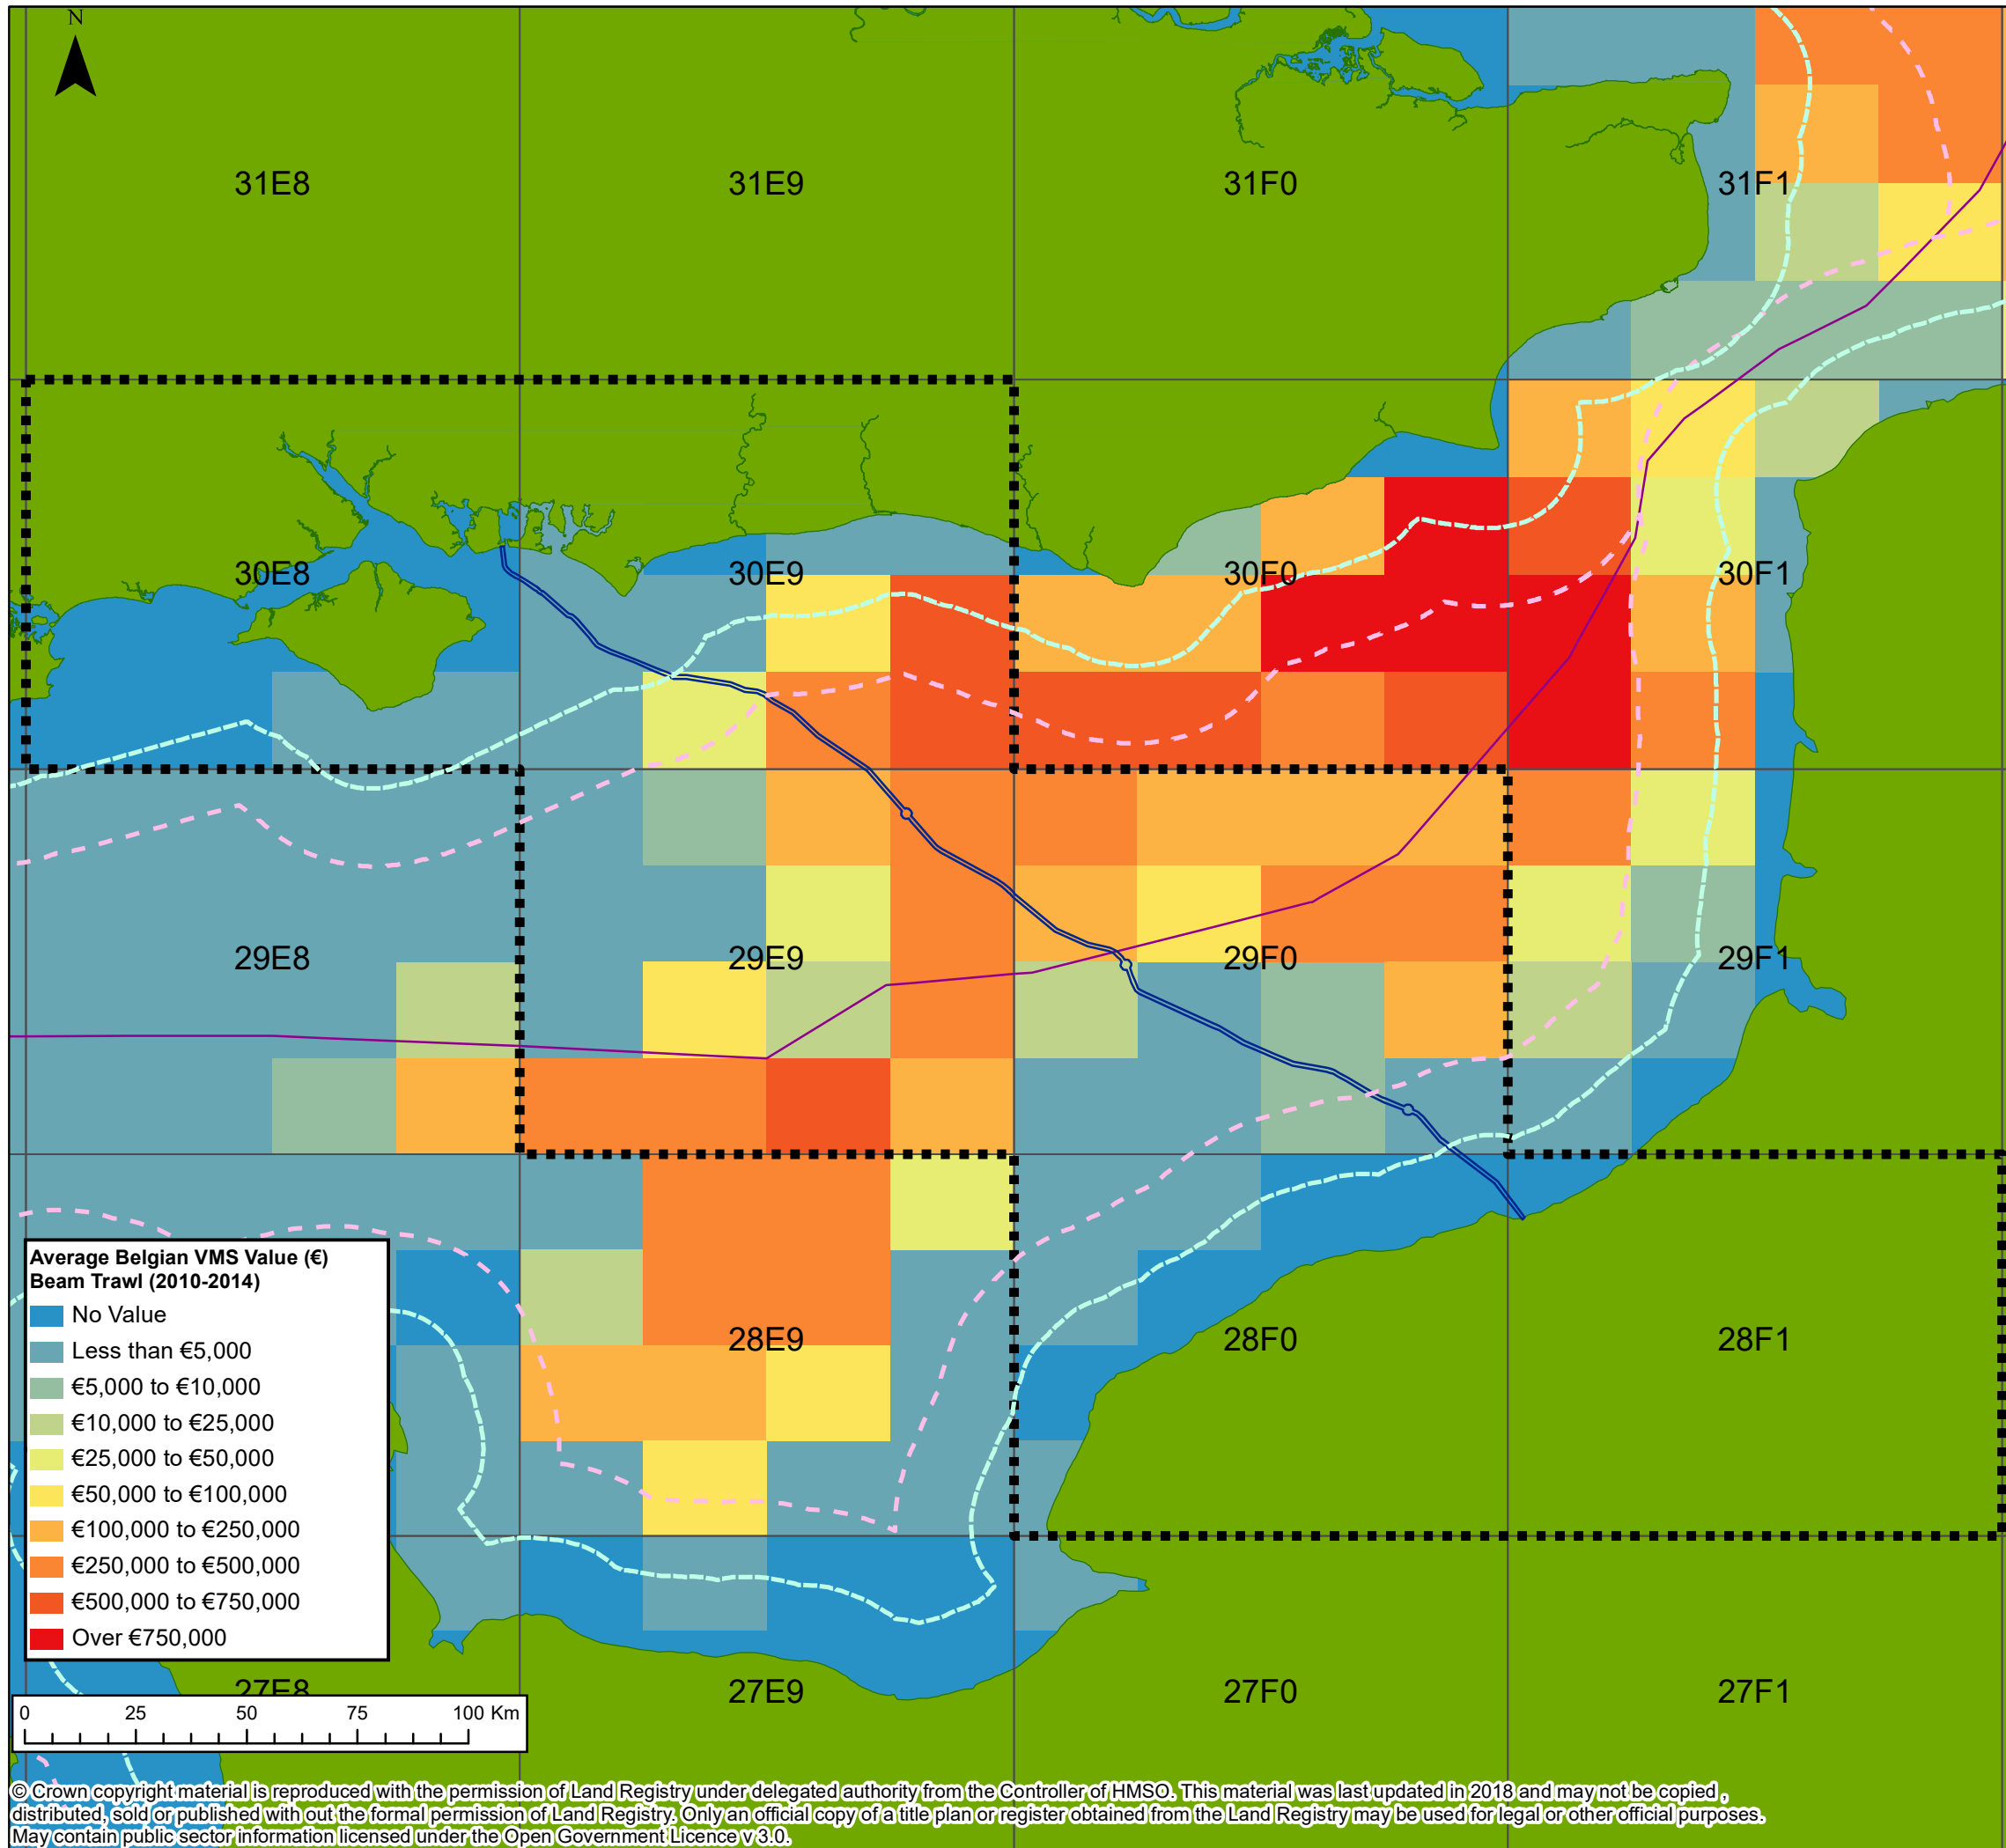 N
31E8
31E9
31F0
31F1
30E8
30E9
30F0
30F1
29E8
29E9
29F0
29F1
28E9
28F0
28F1
Average Belgian VMS Value (€)
Beam Trawl (2010-2014)
No Value
Less than €5,000
€5,000 to €10,000
€10,000 to €25,000
€25,000 to €50,000
€50,000 to €100,000
€100,000 to €250,000
€250,000 to €500,000
€500,000 to €750,000
Over €750,000
27E8
27E9
27F0
27F1
0 25 50 75 100 Km
© Crown copyright material is reproduced with the permission of Land Registry under delegated authority from the Controller of HMSO. This material was last updated in 2018 and may not be copied ,
distributed, sold or published with out the formal permission of Land Registry. Only an official copy of a title plan or register obtained from the Land Registry may be used for legal or other official purposes.
May contain public sector information licensed under the Open Government Licence v 3.0.